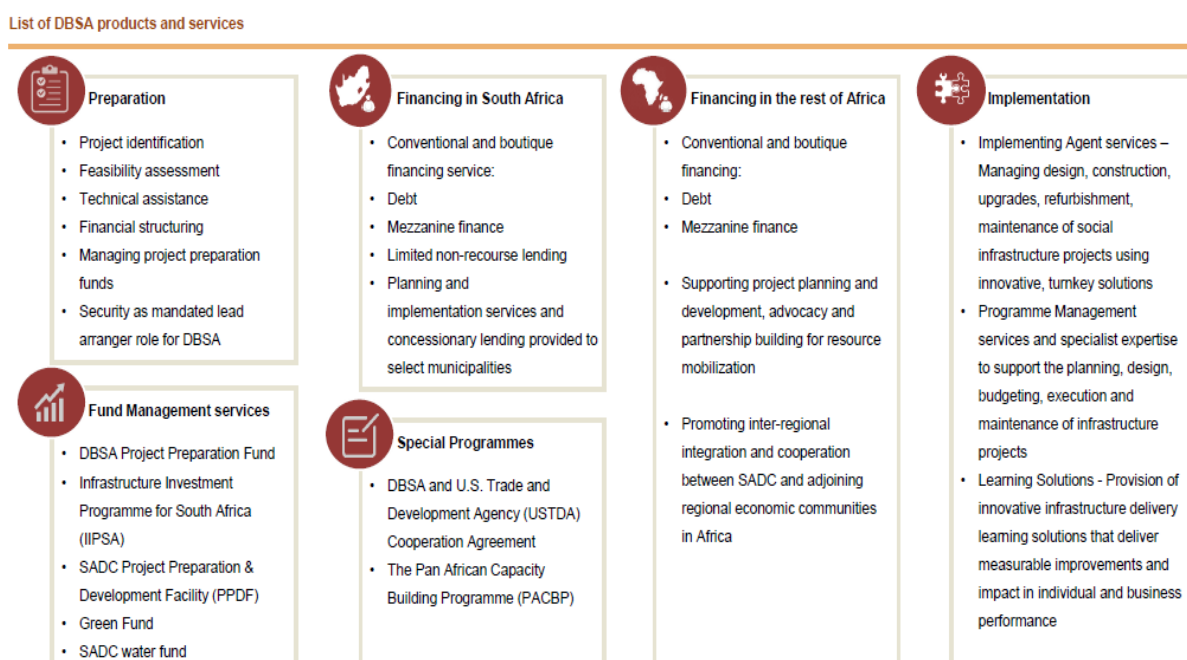 List of DBSA products and services
Preparation
• Project identification
• Feasibility assessment
• Technical assistance
• Financial structuring
• Managing project preparation
funds
• Security as mandated lead
arranger role for DBSA
Fund Management services
• DBSA Project Preparation Fund
• Infrastructure Investment
Programme for South Africa
(IIPSA)
• SADC Project Preparation &
Development Facility (PPDF)
• Green Fund
• SADC water fund
Financing in South Africa
• Conventional and boutique
financing service:
• Debt
• Mezzanine finance
• Limited non-recourse lending
• Planning and
implementation services and
concessionary lending provided to
select municipalities
Special Programmes
• DBSA and U.S. Trade and
Development Agency (USTDA)
Cooperation Agreement
• The Pan African Capacity
Building Programme (PACBP)
Financing in the rest of Africa
• Conventional and boutique
financing:
• Debt
• Mezzanine finance
• Supporting project planning and
development, advocacy and
partnership building for resource
mobilization
• Promoting inter-regional
integration and cooperation
between SADC and adjoining
regional economic communities
in Africa
Implementation
• Implementing Agent services –
Managing design, construction,
upgrades, refurbishment,
maintenance of social
infrastructure projects using
innovative, turnkey solutions
• Programme Management
services and specialist expertise
to support the planning, design,
budgeting, execution and
maintenance of infrastructure
projects
• Learning Solutions - Provision of
innovative infrastructure delivery
learning solutions that deliver
measurable improvements and
impact in individual and business
performance